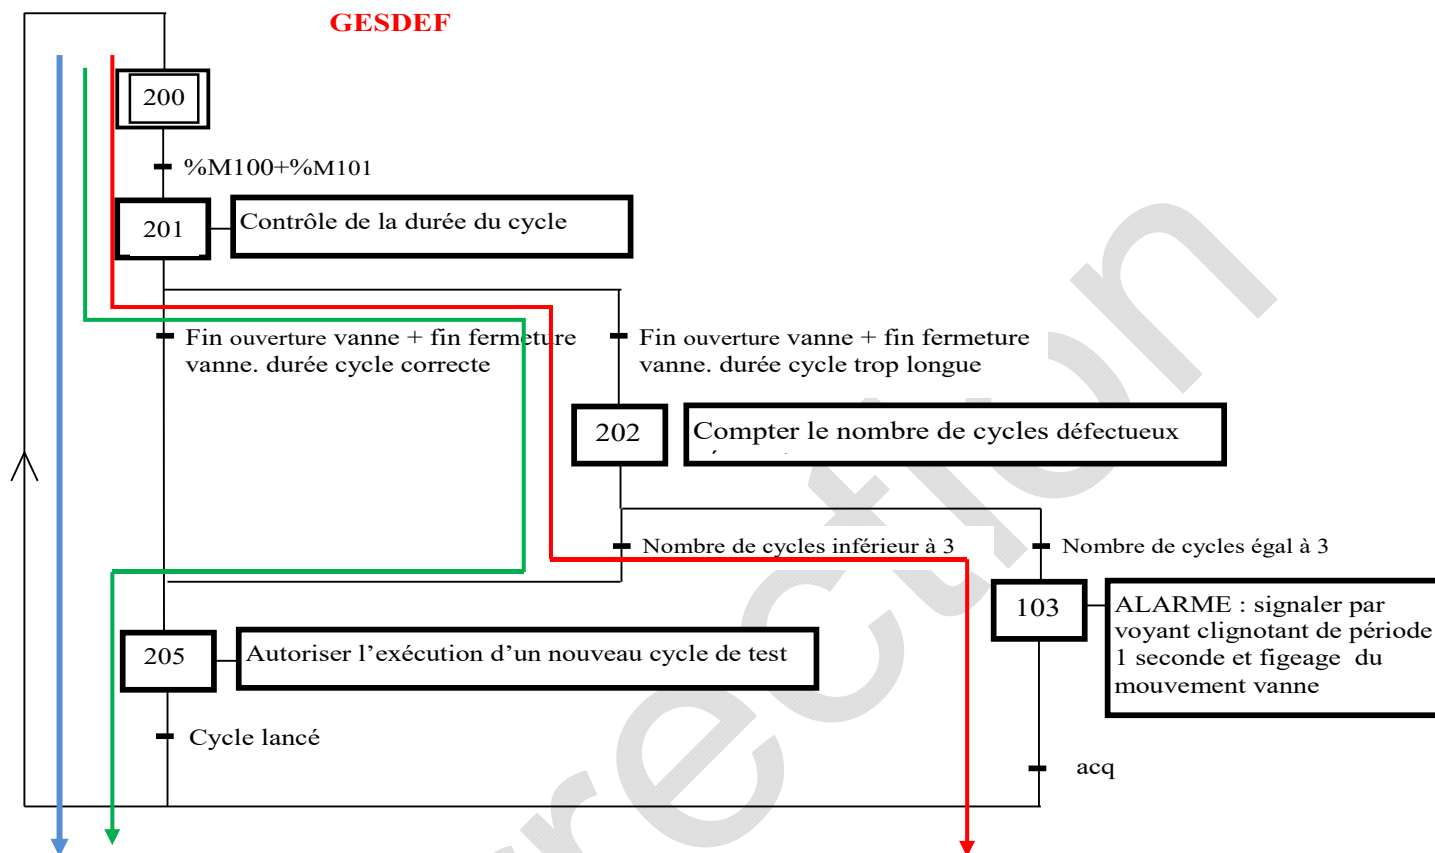 GESDEF
200
%M100+%M101
201
Contrôle de la durée du cycle
Fin ouverture vanne + fin fermeture
vanne. durée cycle correcte
Fin ouverture vanne + fin fermeture
vanne. durée cycle trop longue
202
Compter le nombre de cycles défectueux
Nombre de cycles inférieur à 3
Nombre de cycles égal à 3
103
ALARME : signaler par
voyant clignotant de période
1 seconde et figeage du
mouvement vanne
205
Autoriser l’exécution d’un nouveau cycle de test
Cycle lancé
acq